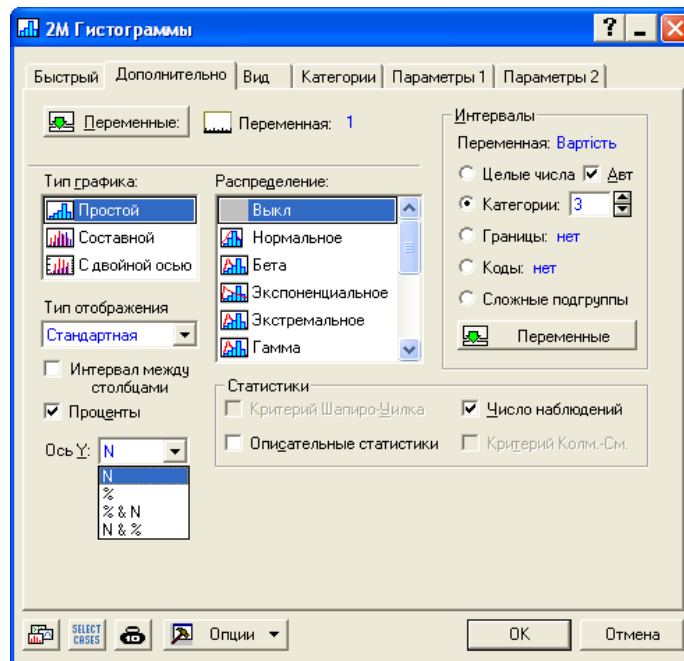 2М Гистограммы
Быстрый Дополнительно Вид Категории Параметры 1 Параметры 2
Переменные: Переменная: 1
Тип графика:
Простой
Составной
С двойной осью
Тип отображения
Стандартная
Интервал между
столбцами
Проценты
Ось Y: N
N
%
% & N
N & %
Распределение:
Выкл
Нормальное
Бета
Экспоненциальное
Экстремальное
Гамма
Интервалы
Переменная: Вартість
Целые числа Авт
Категории: 3
Границы: нет
Коды: нет
Сложные подгруппы
Переменные
Статистики
Критерий Шапиро-Уилка Число наблюдений
Описательные статистики Критерий Колм.-См.
SELECT
CASES
Опции OK Отмена